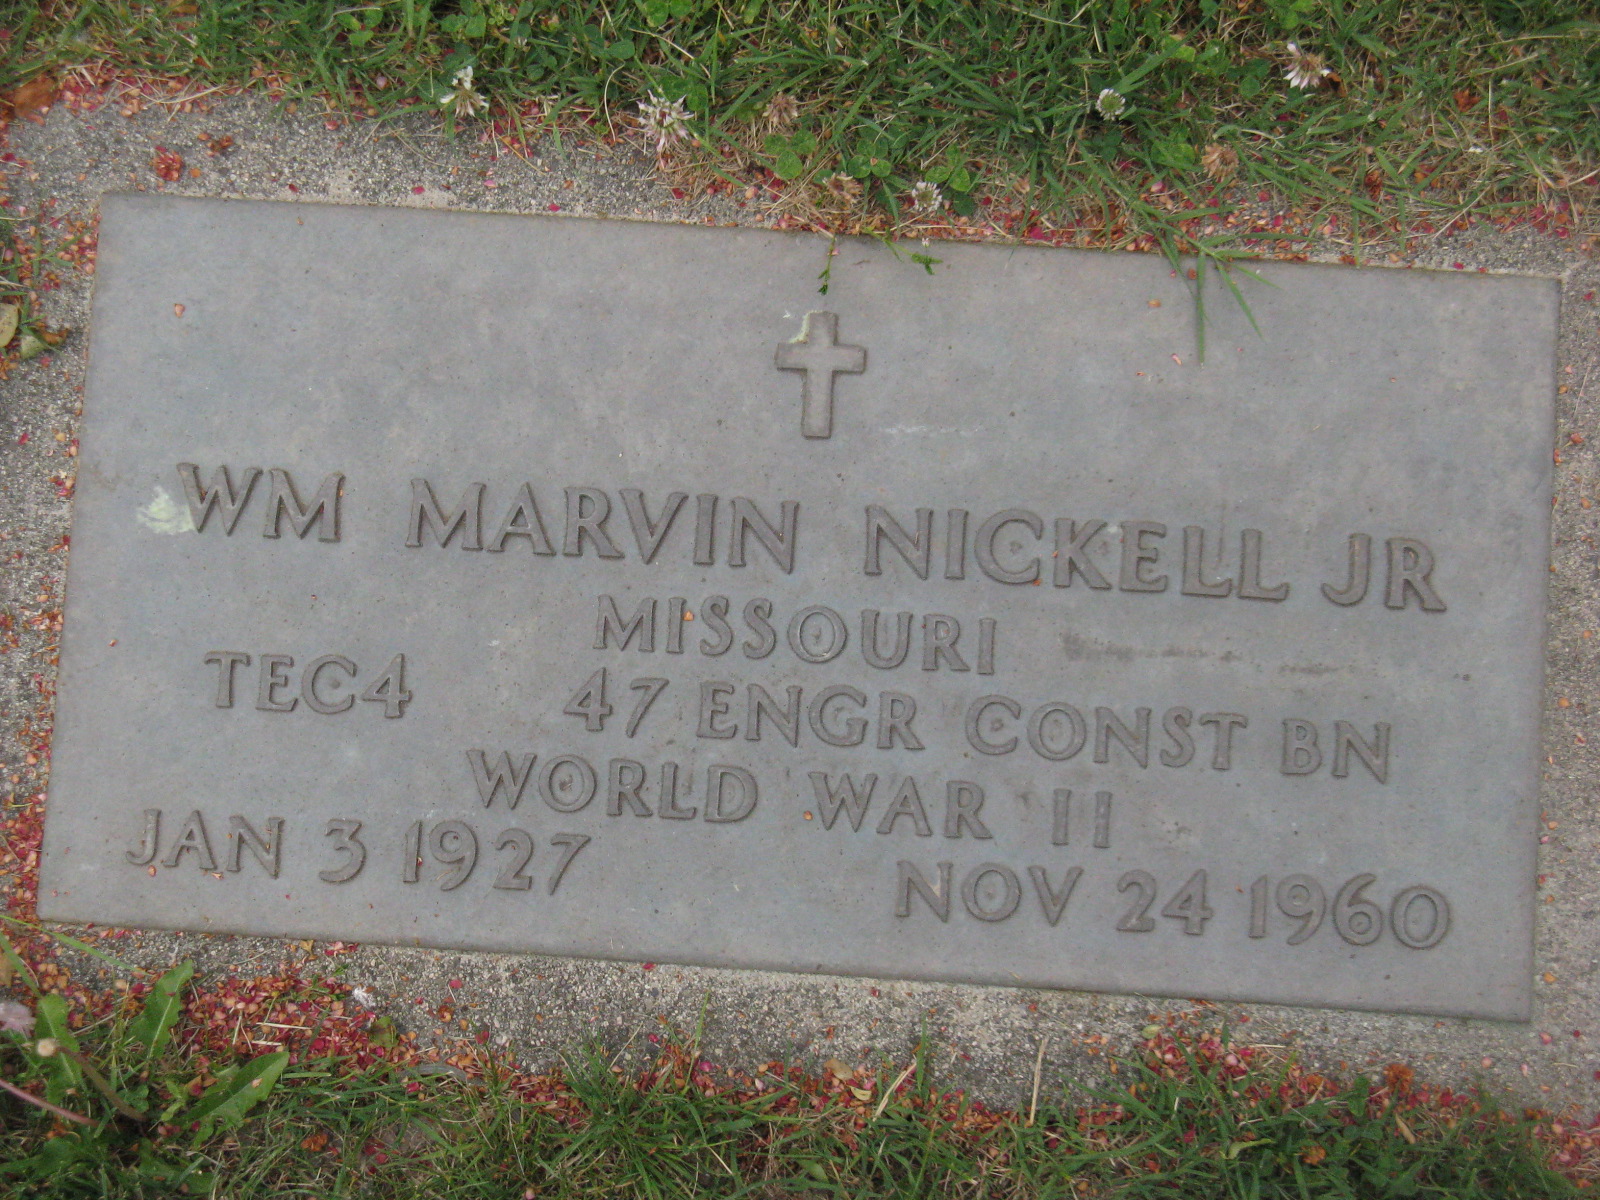 WM MARVIN NICKELL JR
MISSOURI
TEC4 47 ENGR CONST BN
WORLD WAR II
JAN 3 1927 NOV 24 1960